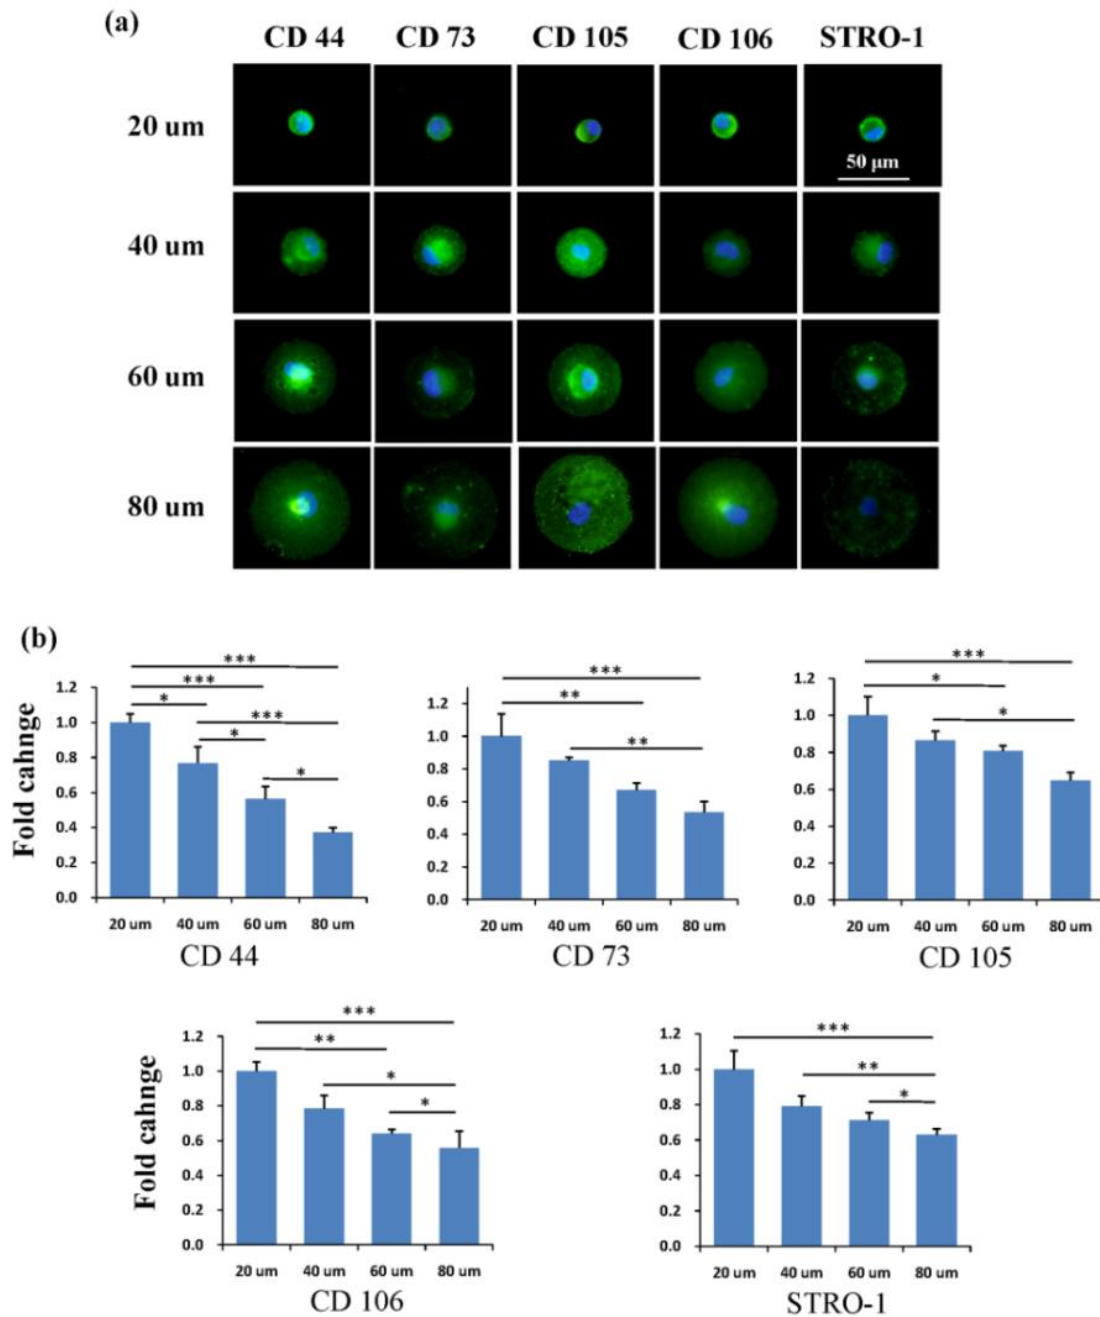 (a)
CD 44 CD 73 CD 105 CD 106 STRO-1
20 um
50 μm
40 um
60 um
80 um
(b)
Fold cahnge
***
***
*
***
*
*
1.2
1.0
0.8
0.6
0.4
0.2
0.0
20 um 40 um 60 um 80 um
CD 44
***
**
**
1.2
1.0
0.8
0.6
0.4
0.2
0.0
20 um 40 um 60 um 80 um
CD 73
***
*
*
1.2
1.0
0.8
0.6
0.4
0.2
0.0
20 um 40 um 60 um 80 um
CD 105
Fold cahnge
***
**
*
*
1.2
1.0
0.8
0.6
0.4
0.2
0.0
20 um 40 um 60 um 80 um
CD 106
***
**
*
1.2
1.0
0.8
0.6
0.4
0.2
0.0
20 um 40 um 60 um 80 um
STRO-1